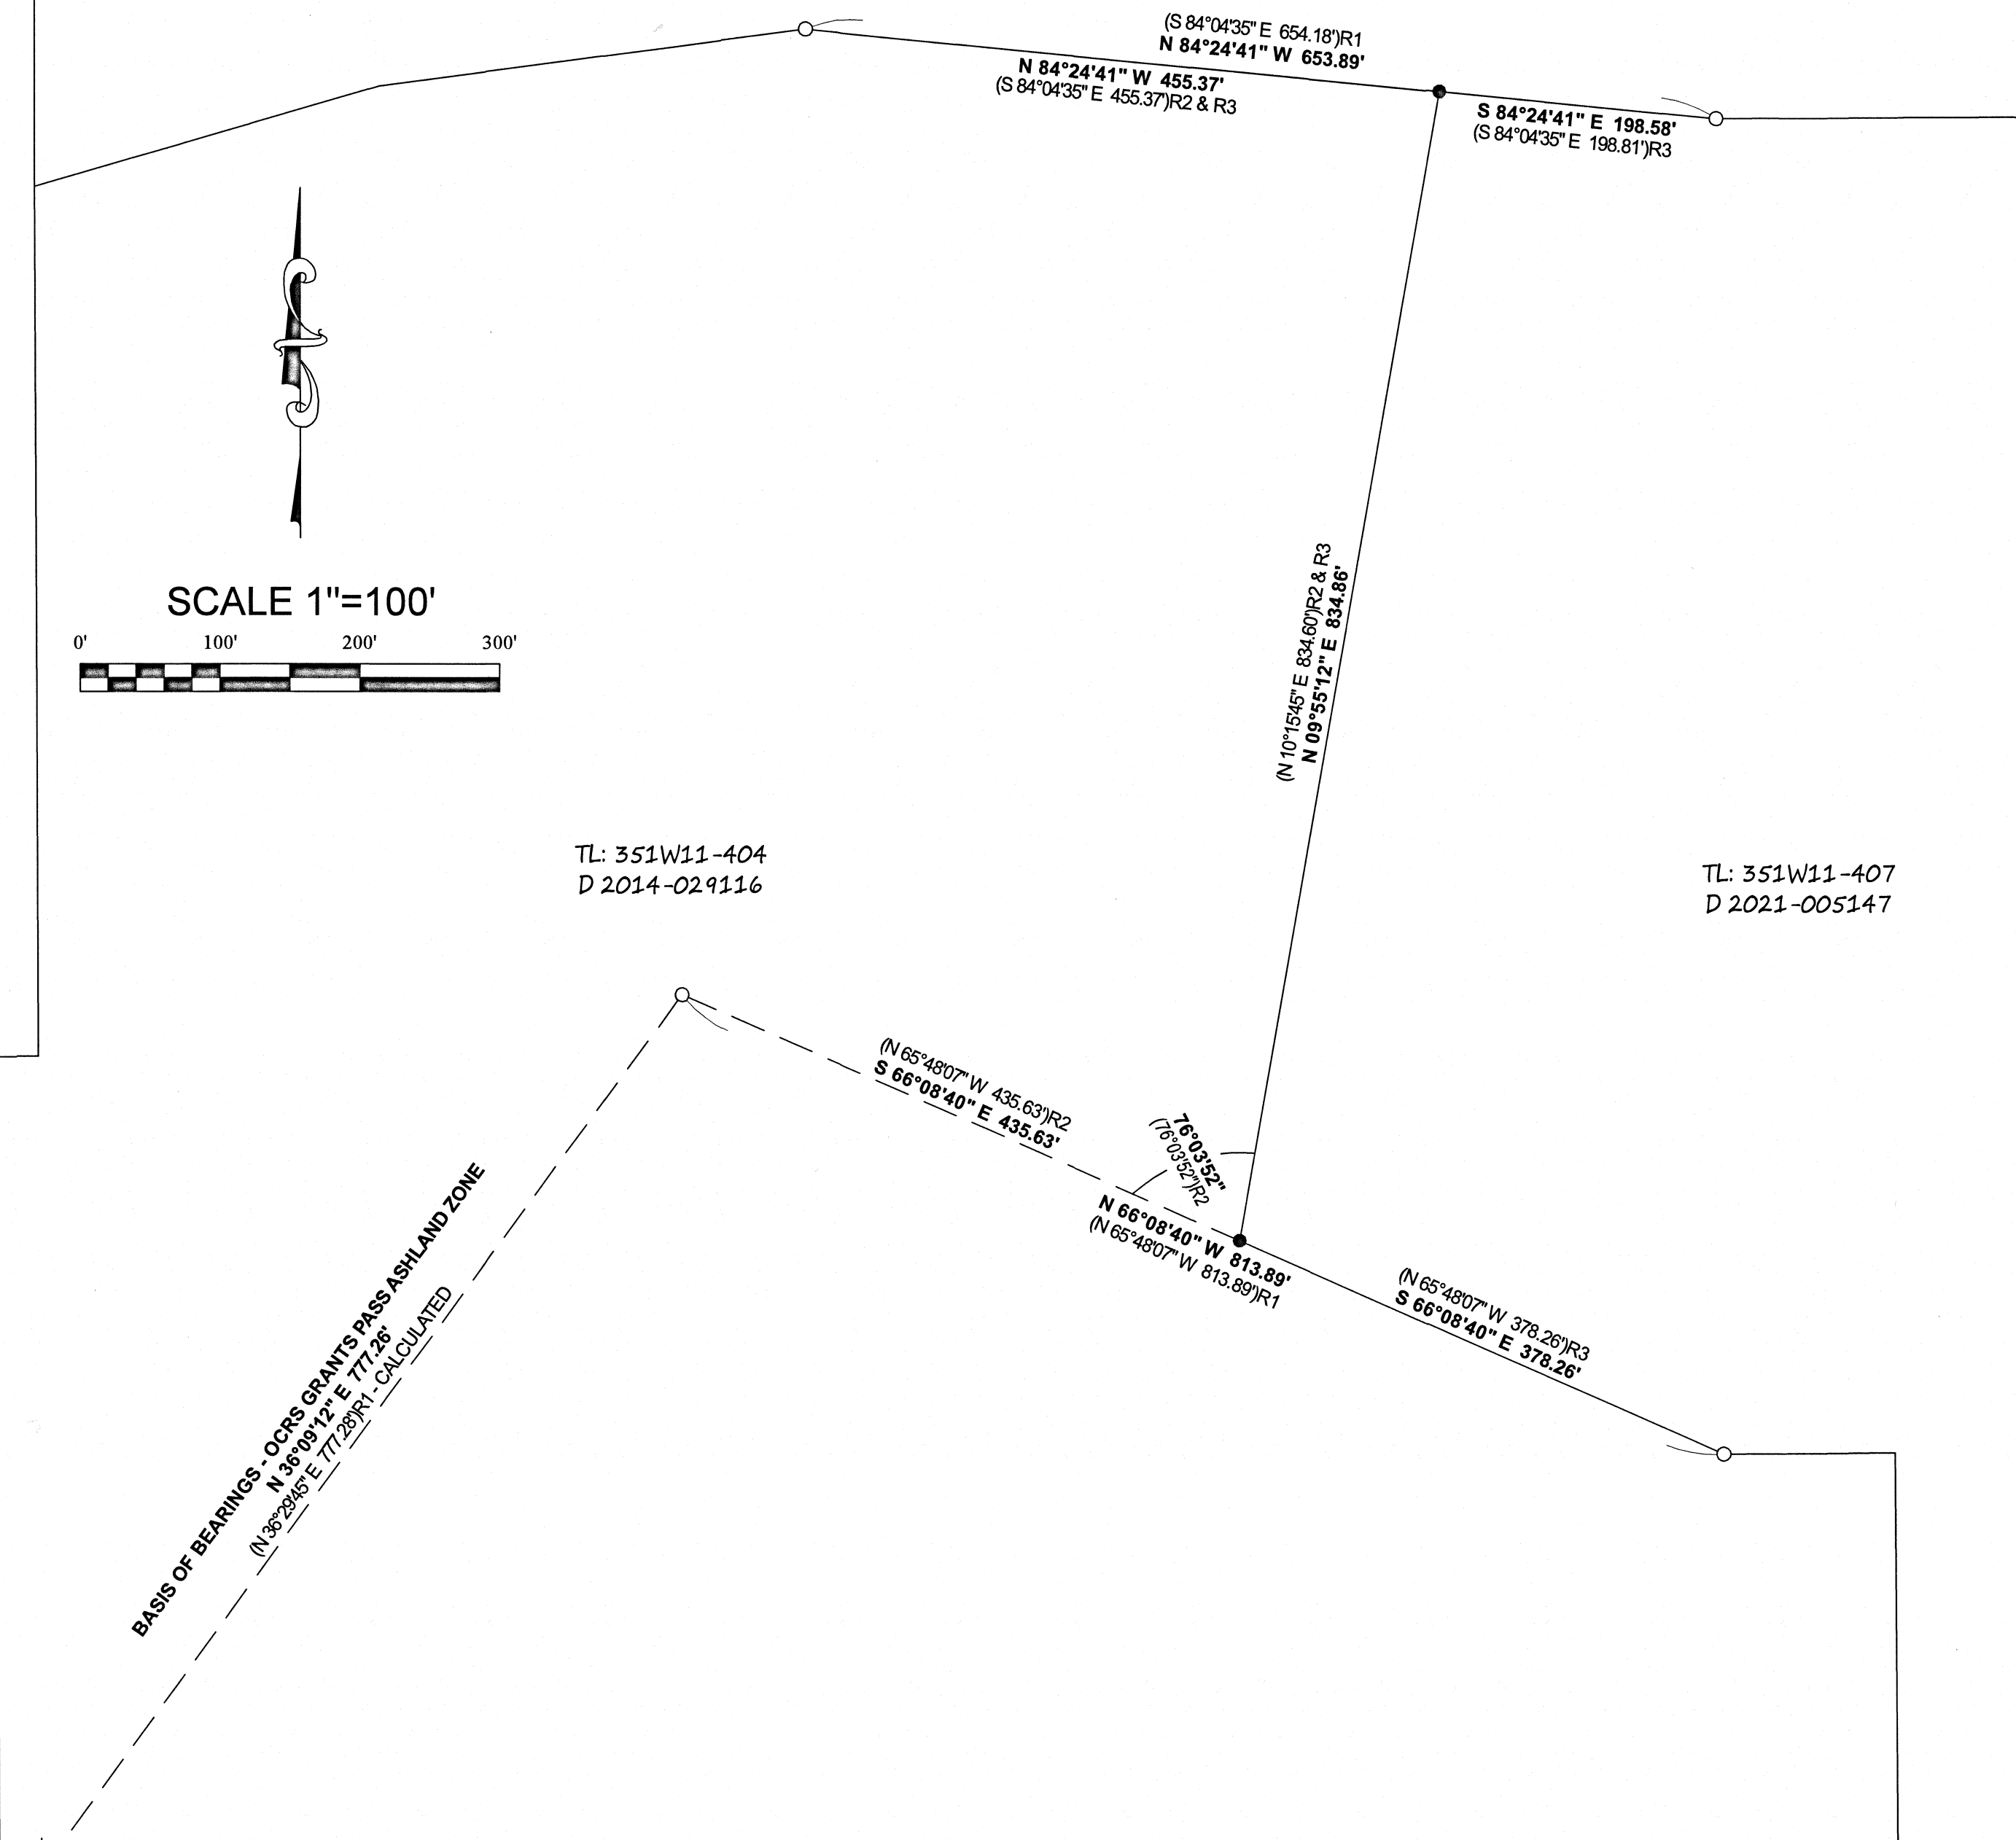 (S 84°04'35" E 654.18')R1
N 84°24'41" W 653.89'
N 84°24'41" W 455.37'
(S 84°04'35" E 455.37')R2 & R3
S 84°24'41" E 198.58'
(S 84°04'35" E 198.81')R3
SCALE 1"=100'
0' 100' 200' 300'
(N 10°15'45" E 834.60')R2 & R3
N 09°55'12" E 834.86'
TL: 351W11-404
D 2014-029116
TL: 351W11-407
D 2021-005147
(N 65°48'07" W 435.63')R2
S 66°08'40" E 435.63'
76°03'52"
(76°03'52")R2
N 66°08'40" W 813.89'
(N 65°48'07" W 813.89')R1
(N 65°48'07" W 378.26')R3
S 66°08'40" E 378.26'
BASIS OF BEARINGS - OCRS GRANTS PASS ASHLAND ZONE
N 36°09'12" E 777.26'
(N 36°29'45" E 777.28')R1 - CALCULATED